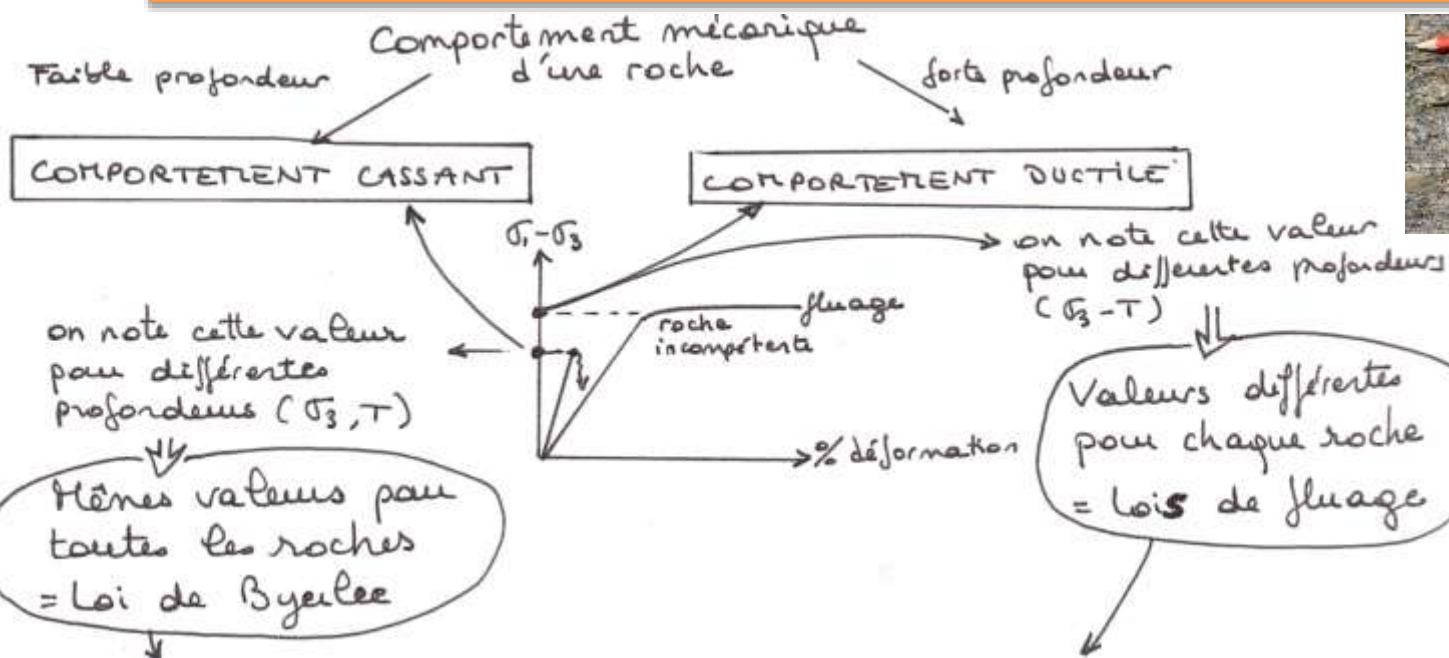 Comportement mécanique
d'une roche
Faible profondeur
forte profondeur
COMPORTEMENT CASSANT
COMPORTEMENT DUCTILE
σ₁-σ₃
on note cette valeur
pour différentes profondeurs
(σ₃-T)
fluage
roche
incompétente
on note cette valeur
pour différentes
profondeurs (σ₃,T)
% déformation
Valeurs différentes
pour chaque roche
= Lois de fluage
Mêmes valeurs pour
toutes les roches
= Loi de Byerlee